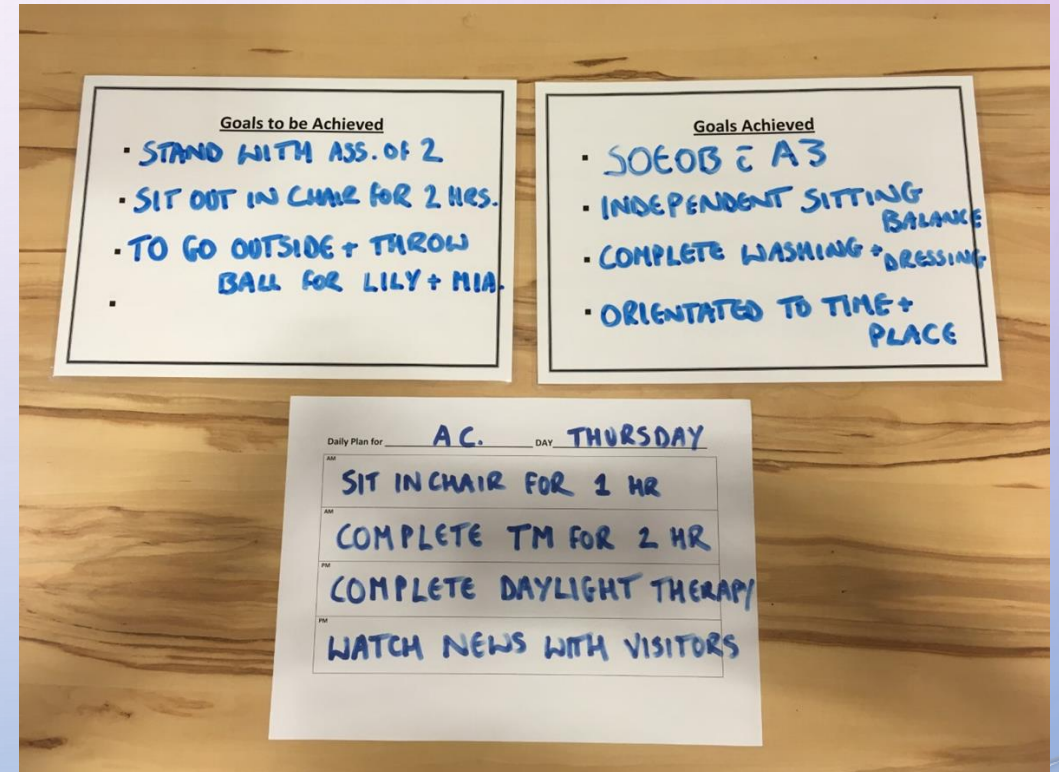 Goals to be Achieved
▪ STAND WITH ASS. OF 2
▪ SIT OUT IN CHAIR FOR 2 HRS.
▪ TO GO OUTSIDE + THROW
BALL FOR LILY + MIA.
▪
Goals Achieved
▪ SOEOB c̄ A3
▪ INDEPENDENT SITTING
BALANCE
▪ COMPLETE WASHING + DRESSING
▪ ORIENTATED TO TIME +
PLACE
Daily Plan for A C. DAY THURSDAY
AM
SIT IN CHAIR FOR 1 HR
AM
COMPLETE TM FOR 2 HR
PM
COMPLETE DAYLIGHT THERAPY
PM
WATCH NEWS WITH VISITORS